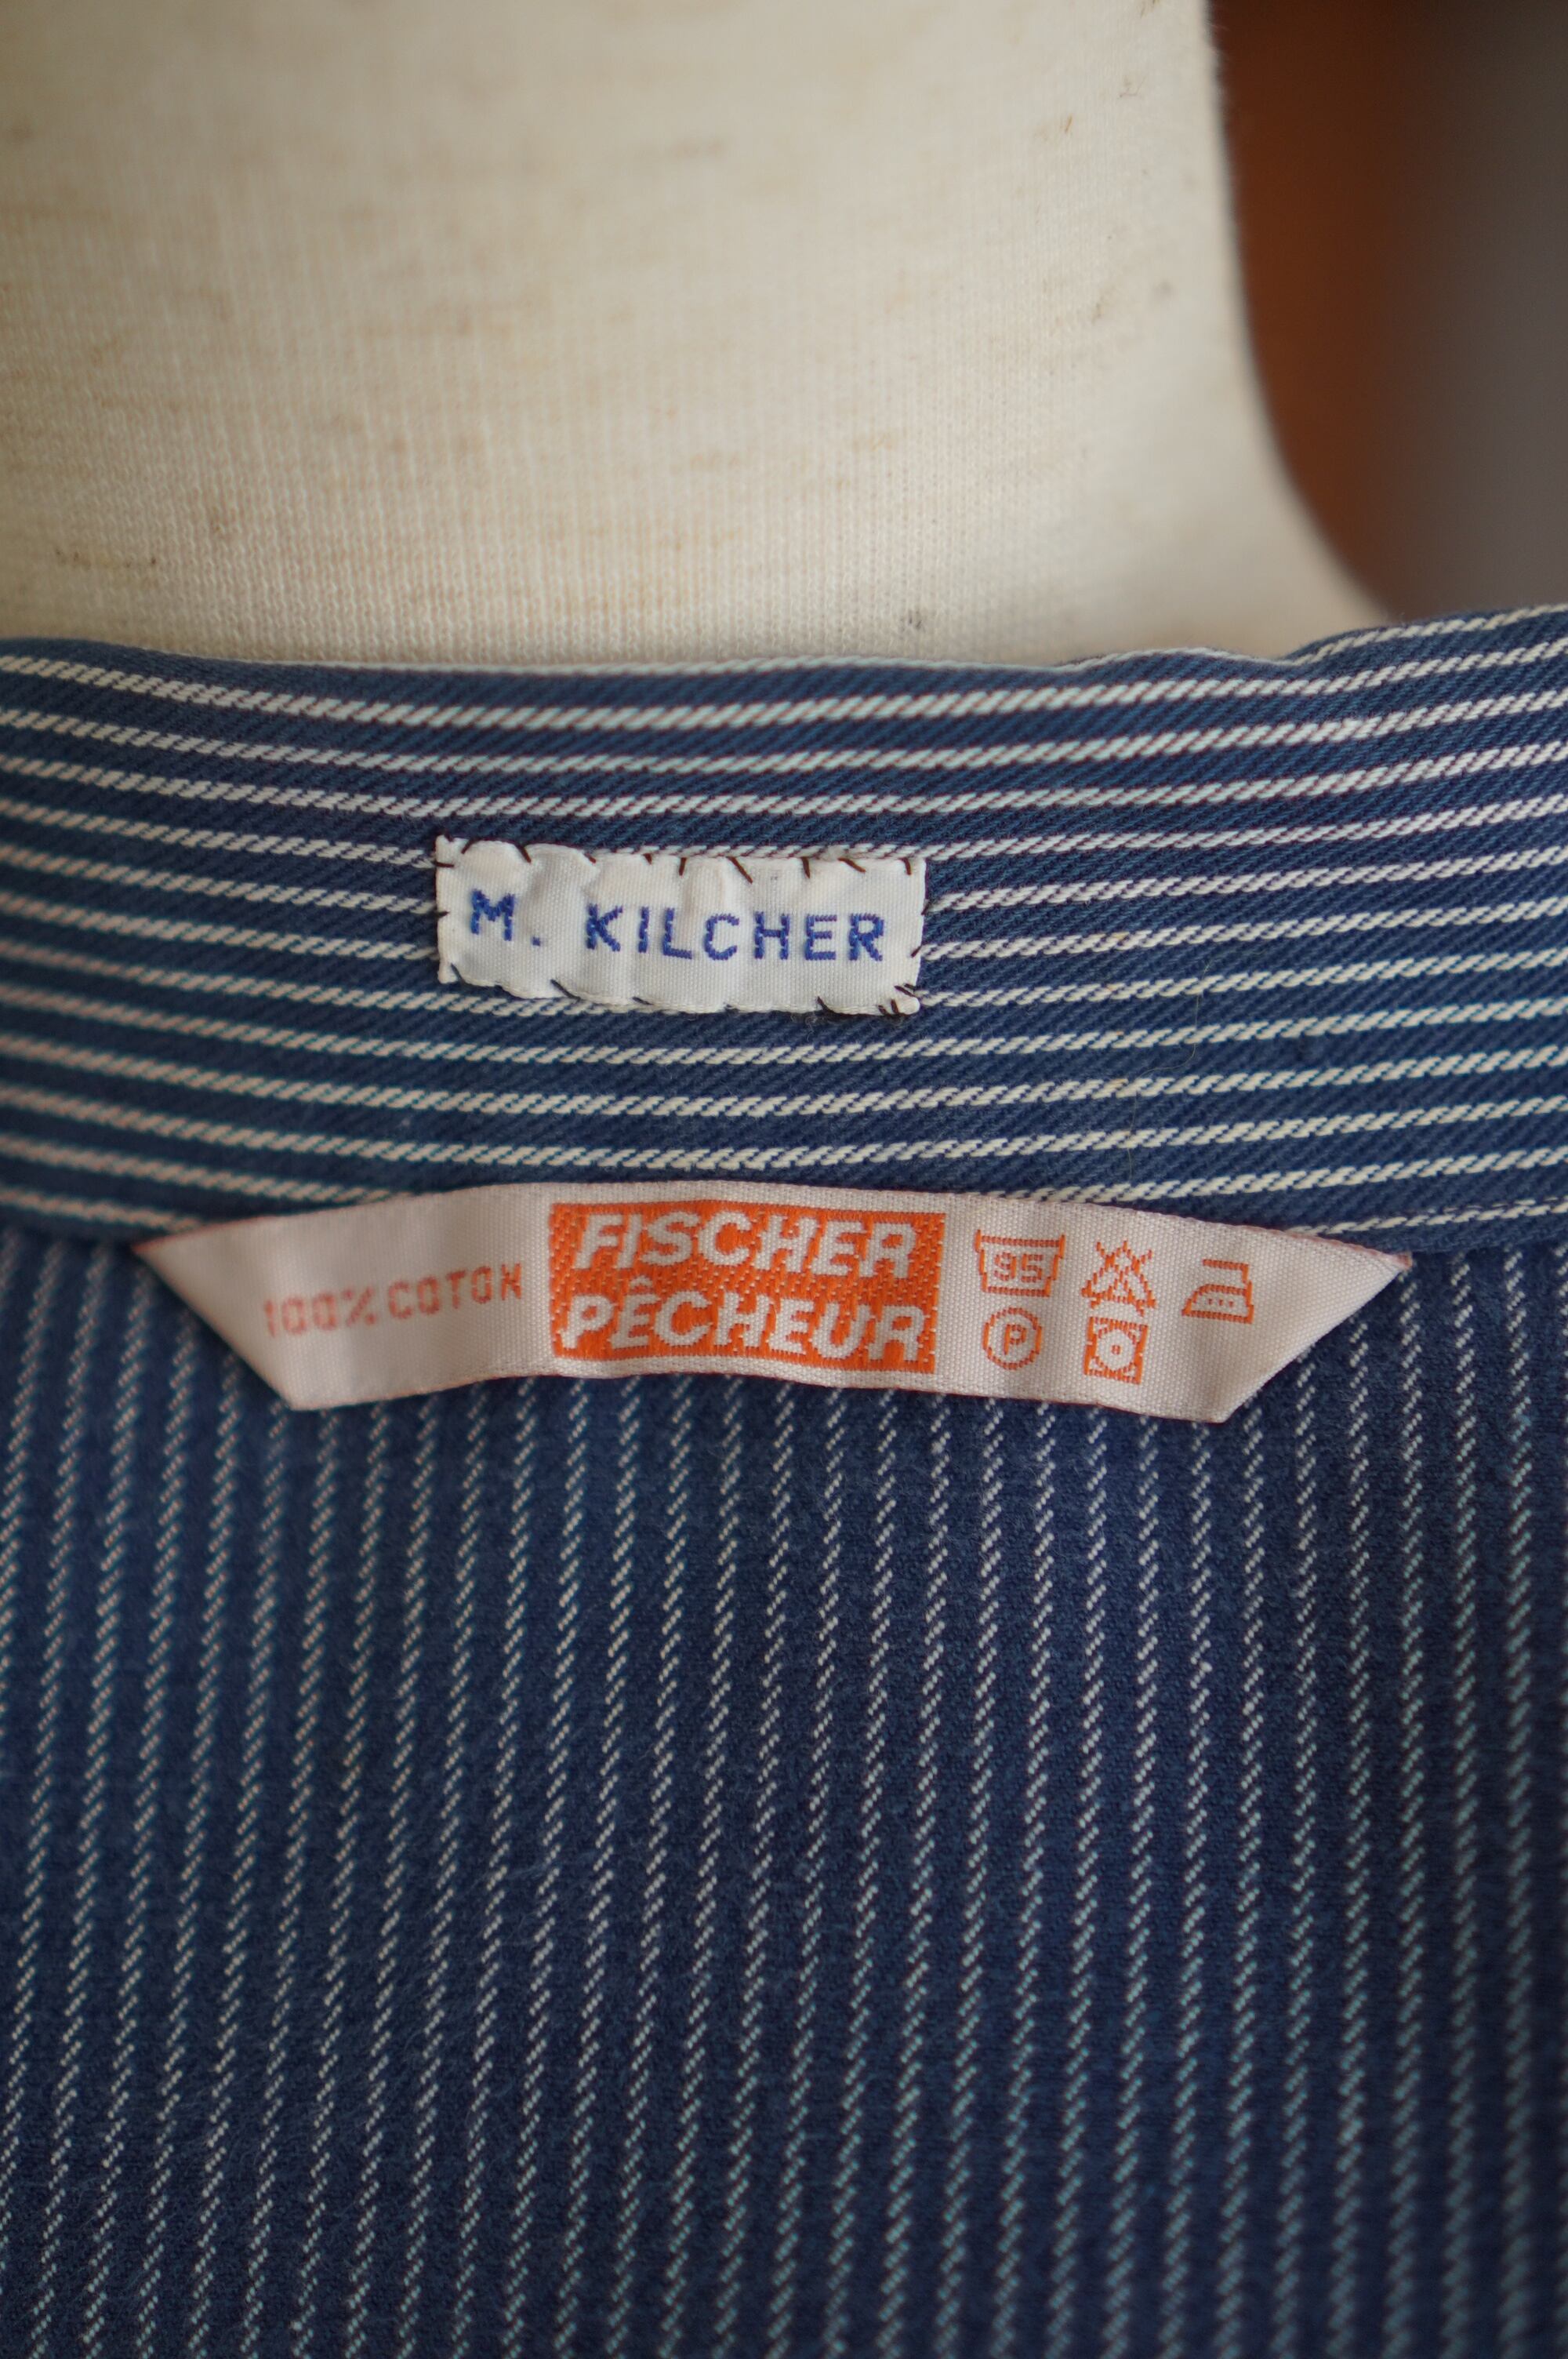 M. KILCHER
100% COTON
FISCHER
PÊCHEUR
95
P